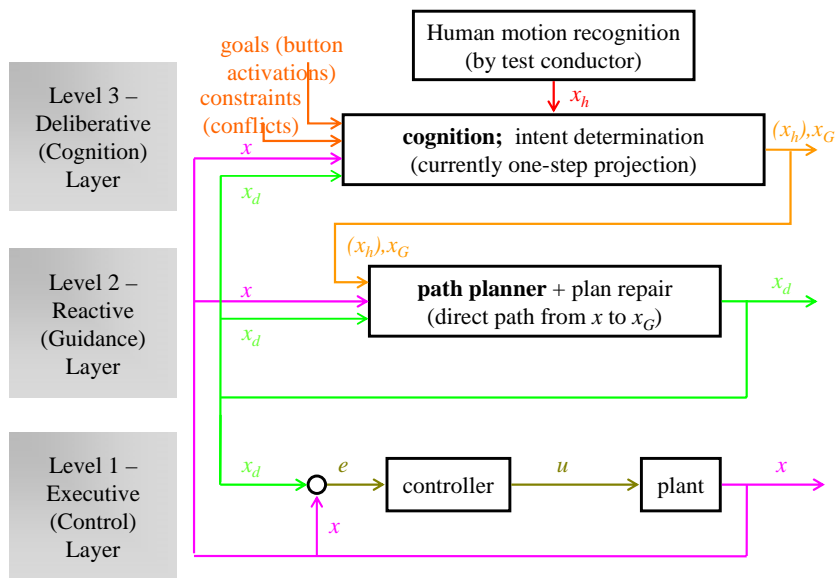 goals (button
activations)
constraints
(conflicts)
Human motion recognition
(by test conductor)
x_h
Level 3 –
Deliberative
(Cognition)
Layer
x
x_d
cognition; intent determination
(currently one-step projection)
(x_h),x_G
(x_h),x_G
Level 2 –
Reactive
(Guidance)
Layer
x
x_d
path planner + plan repair
(direct path from x to x_G)
x_d
Level 1 –
Executive
(Control)
Layer
x_d
e
controller
u
plant
x
x